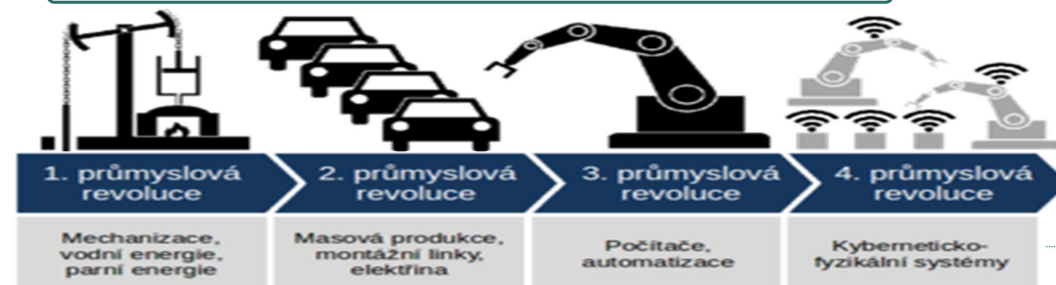 1. průmyslová
revoluce
2. průmyslová
revoluce
3. průmyslová
revoluce
4. průmyslová
revoluce
Mechanizace,
vodní energie,
parní energie
Masová produkce,
montážní linky,
elektřina
Počítače,
automatizace
Kyberneticko-
fyzikální systémy